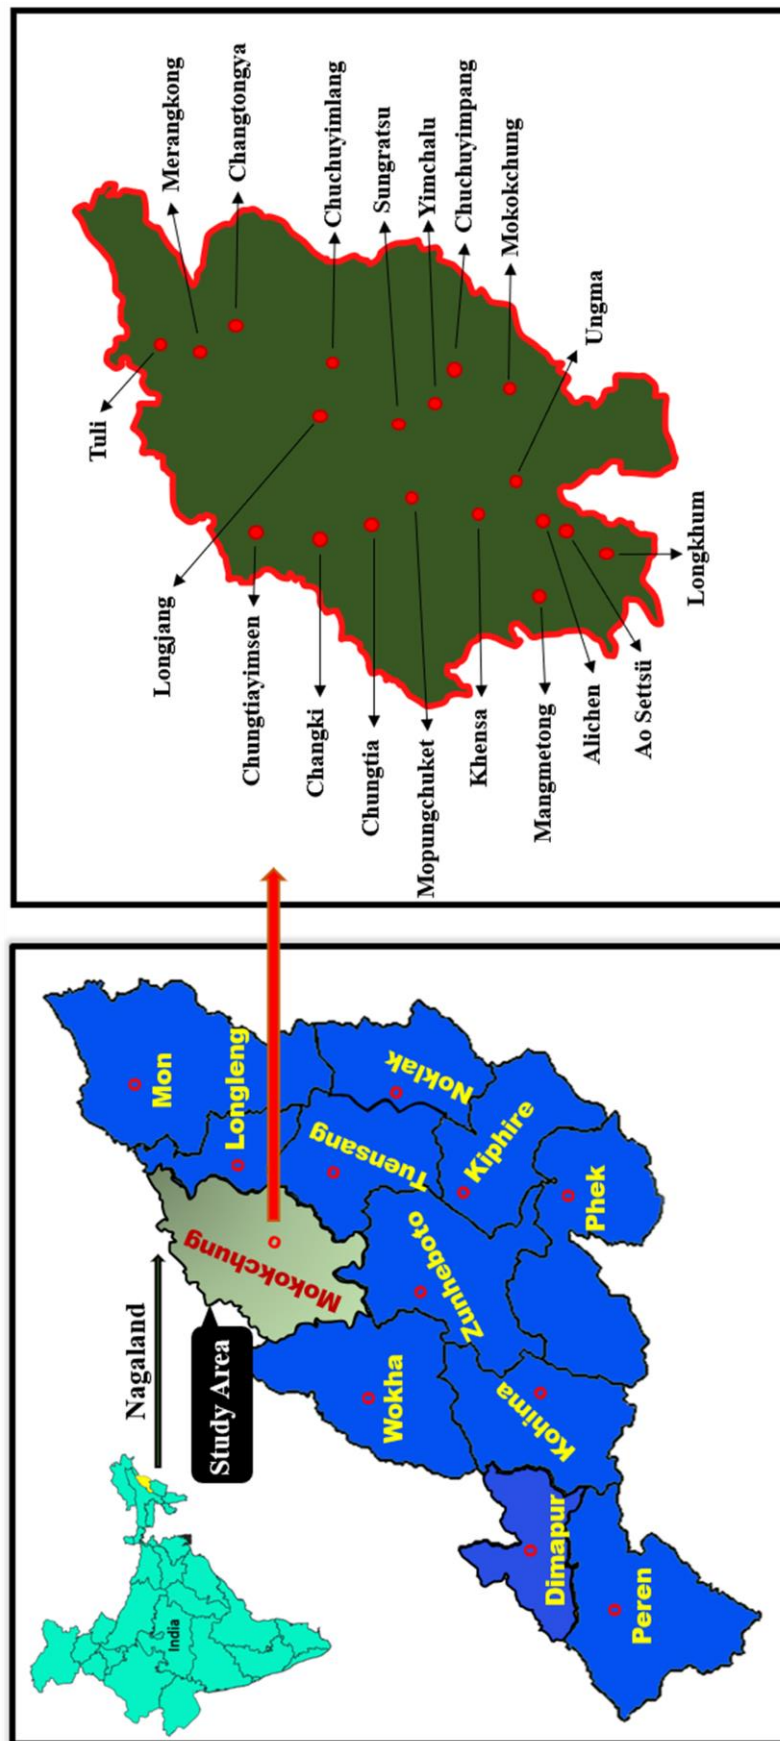 India
Nagaland
Study Area
Mokokchung
Mon
Longleng
Tuensang
Noklak
Wokha
Zunheboto
Kiphire
Dimapur
Kohima
Phek
Peren
Tuli
Merangkong
Changtongya
Longjang
Chuchuyimlang
Chungtiayimsen
Sungratsu
Changki
Yimchalu
Chungtia
Chuchuyimpang
Mopungchuket
Mokokchung
Khensa
Ungma
Mangmetong
Alichen
Ao Settsü
Longkhum